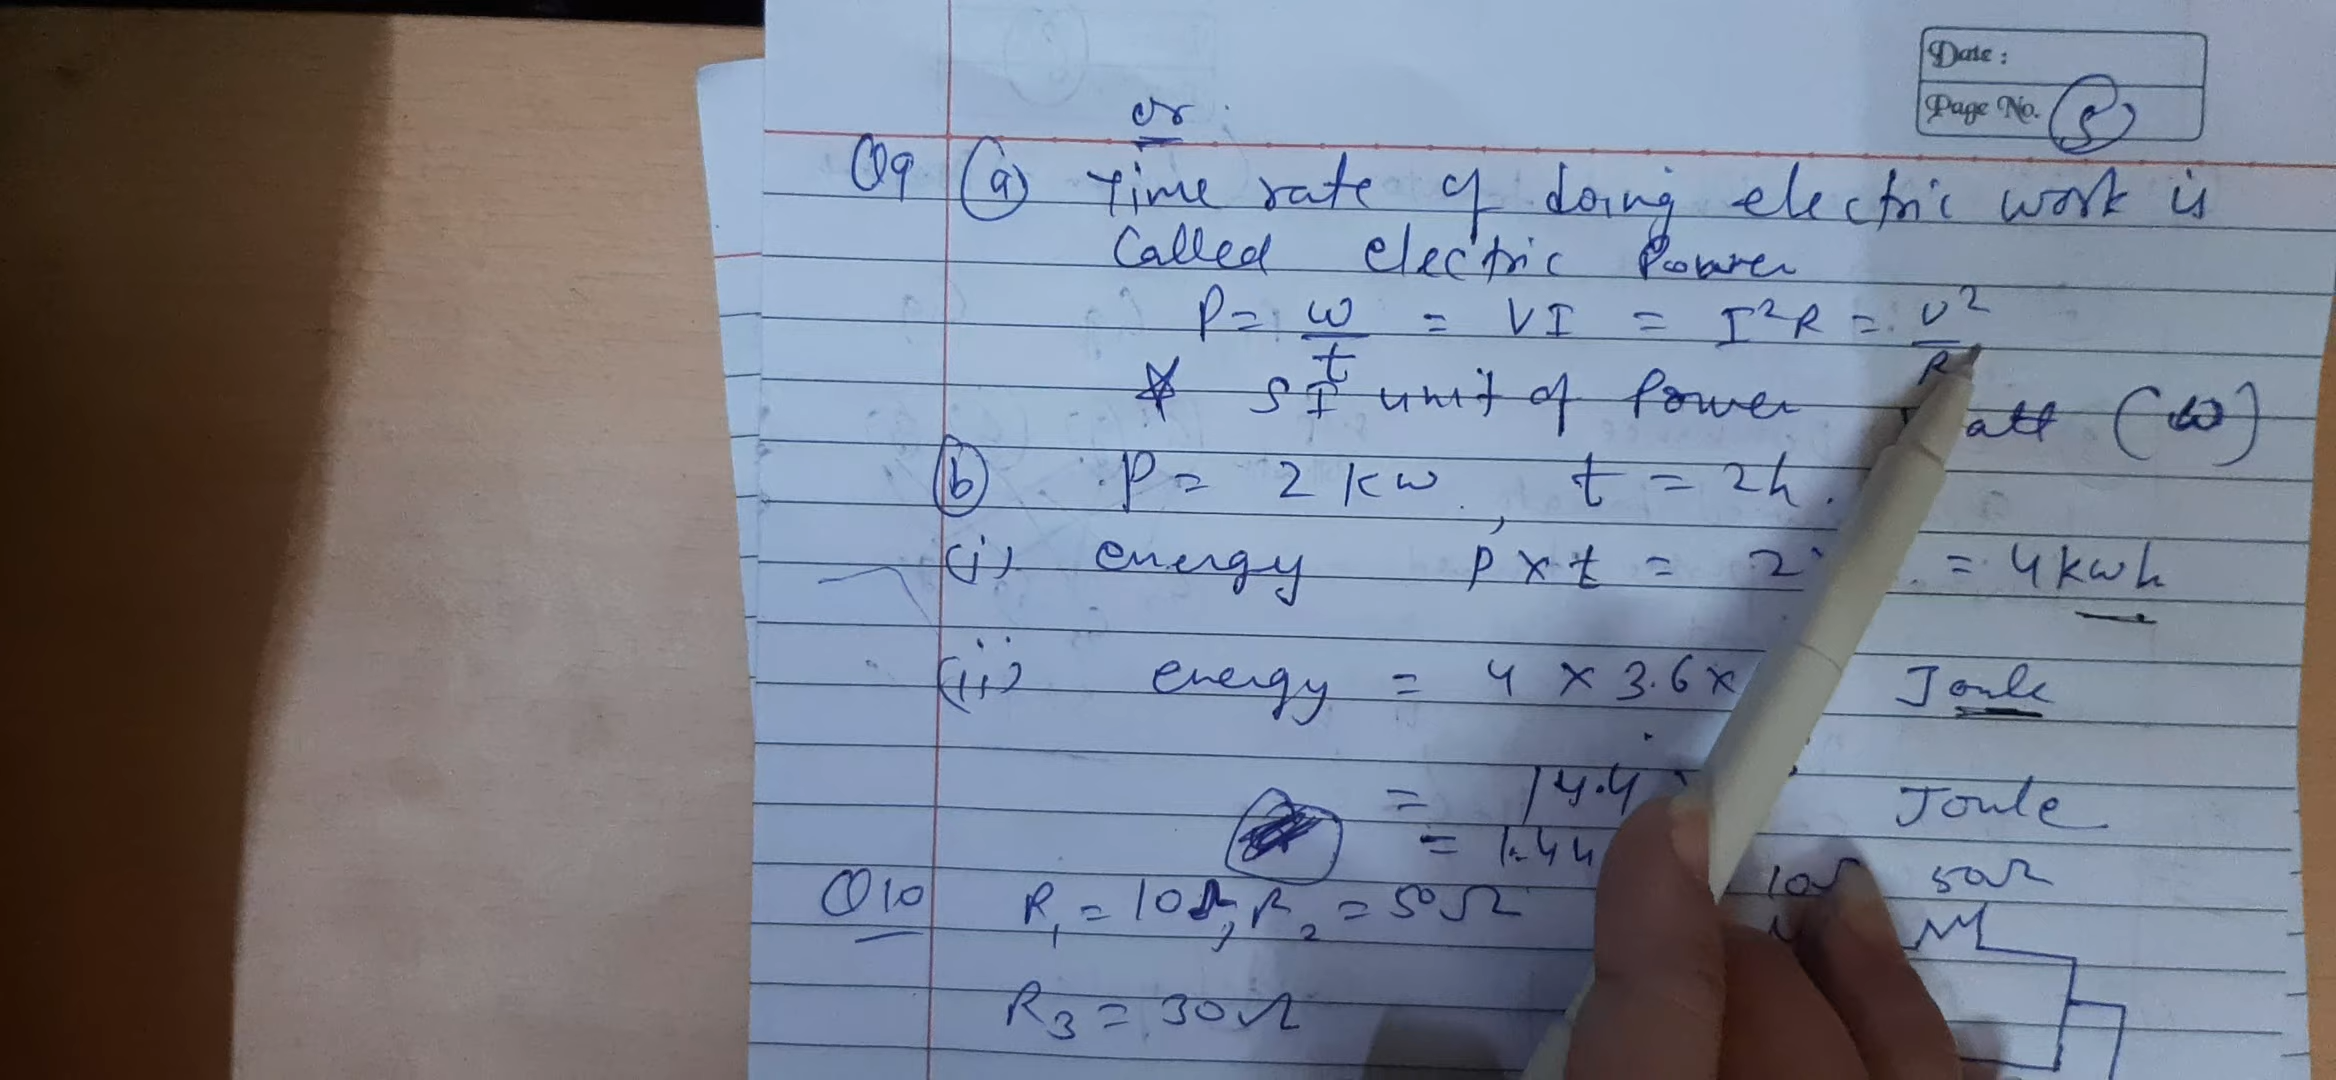 Date :
Page No. 5
or
Q9 (a) Time rate of doing electric work is
Called electric Power
P = W/t = VI = I²R = V²/R
☆ SI unit of Power att (W)
(b) P = 2 kw, t = 2h.
(i) energy P x t = 2 = 4 kwh
(ii) energy = 4 x 3.6 x Joule
= 14.4 Joule
= 1.44
10Ω 50Ω
Q10 R₁ = 10Ω, R₂ = 50Ω
R₃ = 30Ω